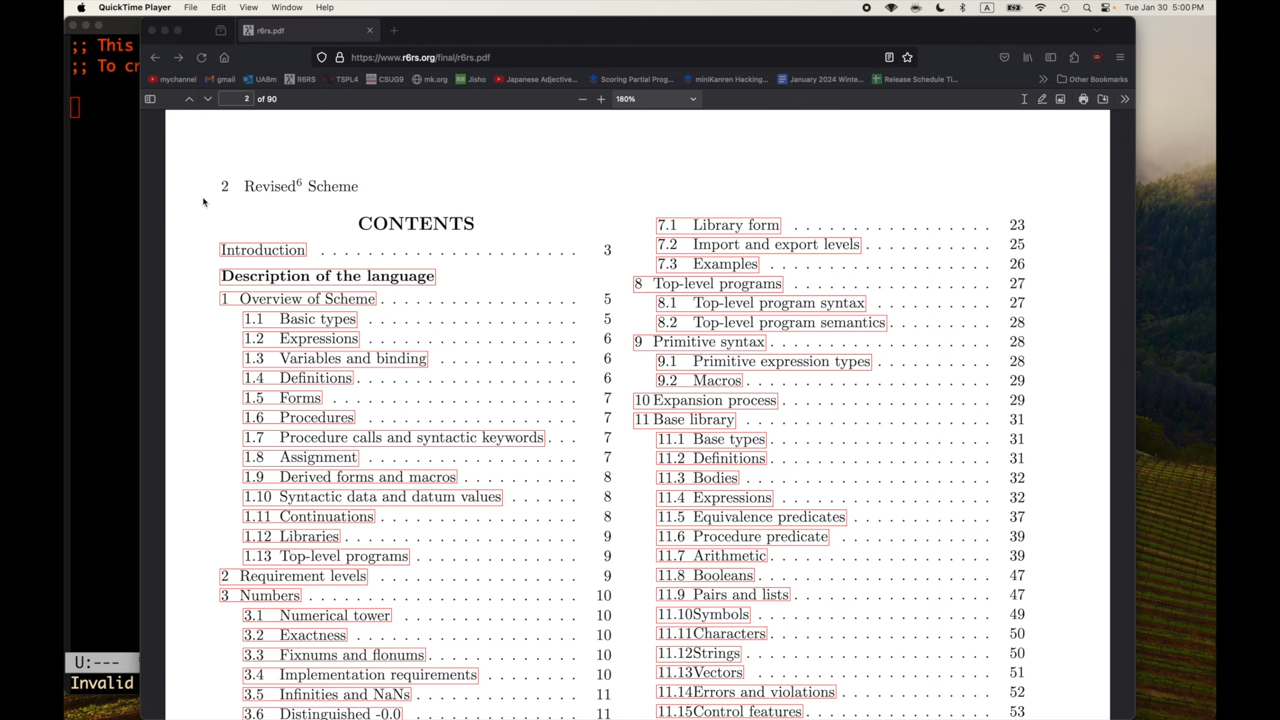 QuickTime Player File Edit View Window Help A Tue Jan 30 5:00 PM
r6rs.pdf
https://www.r6rs.org/final/r6rs.pdf
mychannel gmail UABm R6RS TSPL4 CSUG9 mk.org Jisho Japanese Adjective... Scoring Partial Prog... miniKanren Hacking... January 2024 Winte... Release Schedule Ti... Other Bookmarks
2 of 90 180%
;; This
;; To cr
2 Revised6 Scheme
CONTENTS
Introduction . . . . . . . . . . . . . . . . . . . 3
Description of the language
1 Overview of Scheme . . . . . . . . . . . . . . 5
1.1 Basic types . . . . . . . . . . . . . . . 5
1.2 Expressions . . . . . . . . . . . . . . . 6
1.3 Variables and binding . . . . . . . . . . 6
1.4 Definitions . . . . . . . . . . . . . . . . 6
1.5 Forms . . . . . . . . . . . . . . . . . . 7
1.6 Procedures . . . . . . . . . . . . . . . 7
1.7 Procedure calls and syntactic keywords . . . 7
1.8 Assignment . . . . . . . . . . . . . . . 7
1.9 Derived forms and macros . . . . . . . . 8
1.10 Syntactic data and datum values . . . . . . 8
1.11 Continuations . . . . . . . . . . . . . . 8
1.12 Libraries . . . . . . . . . . . . . . . . 9
1.13 Top-level programs . . . . . . . . . . . 9
2 Requirement levels . . . . . . . . . . . . . . 9
3 Numbers . . . . . . . . . . . . . . . . . . 10
3.1 Numerical tower . . . . . . . . . . . . 10
3.2 Exactness . . . . . . . . . . . . . . . 10
3.3 Fixnums and flonums . . . . . . . . . . 10
3.4 Implementation requirements . . . . . . . 10
3.5 Infinities and NaNs . . . . . . . . . . . 11
3.6 Distinguished -0.0 . . . . . . . . . . . 11
7.1 Library form . . . . . . . . . . . . . . 23
7.2 Import and export levels . . . . . . . . . 25
7.3 Examples . . . . . . . . . . . . . . . 26
8 Top-level programs . . . . . . . . . . . . . 27
8.1 Top-level program syntax . . . . . . . . . 27
8.2 Top-level program semantics . . . . . . . . 28
9 Primitive syntax . . . . . . . . . . . . . . 28
9.1 Primitive expression types . . . . . . . . 28
9.2 Macros . . . . . . . . . . . . . . . . 29
10 Expansion process . . . . . . . . . . . . . 29
11 Base library . . . . . . . . . . . . . . . . 31
11.1 Base types . . . . . . . . . . . . . . . 31
11.2 Definitions . . . . . . . . . . . . . . . 31
11.3 Bodies . . . . . . . . . . . . . . . . 32
11.4 Expressions . . . . . . . . . . . . . . 32
11.5 Equivalence predicates . . . . . . . . . . 37
11.6 Procedure predicate . . . . . . . . . . . 39
11.7 Arithmetic . . . . . . . . . . . . . . . 39
11.8 Booleans . . . . . . . . . . . . . . . 47
11.9 Pairs and lists . . . . . . . . . . . . . 47
11.10Symbols . . . . . . . . . . . . . . . 49
11.11Characters . . . . . . . . . . . . . . 50
11.12Strings . . . . . . . . . . . . . . . . 50
11.13Vectors . . . . . . . . . . . . . . . . 51
11.14Errors and violations . . . . . . . . . . 52
11.15Control features . . . . . . . . . . . . 53
U:---
Invalid